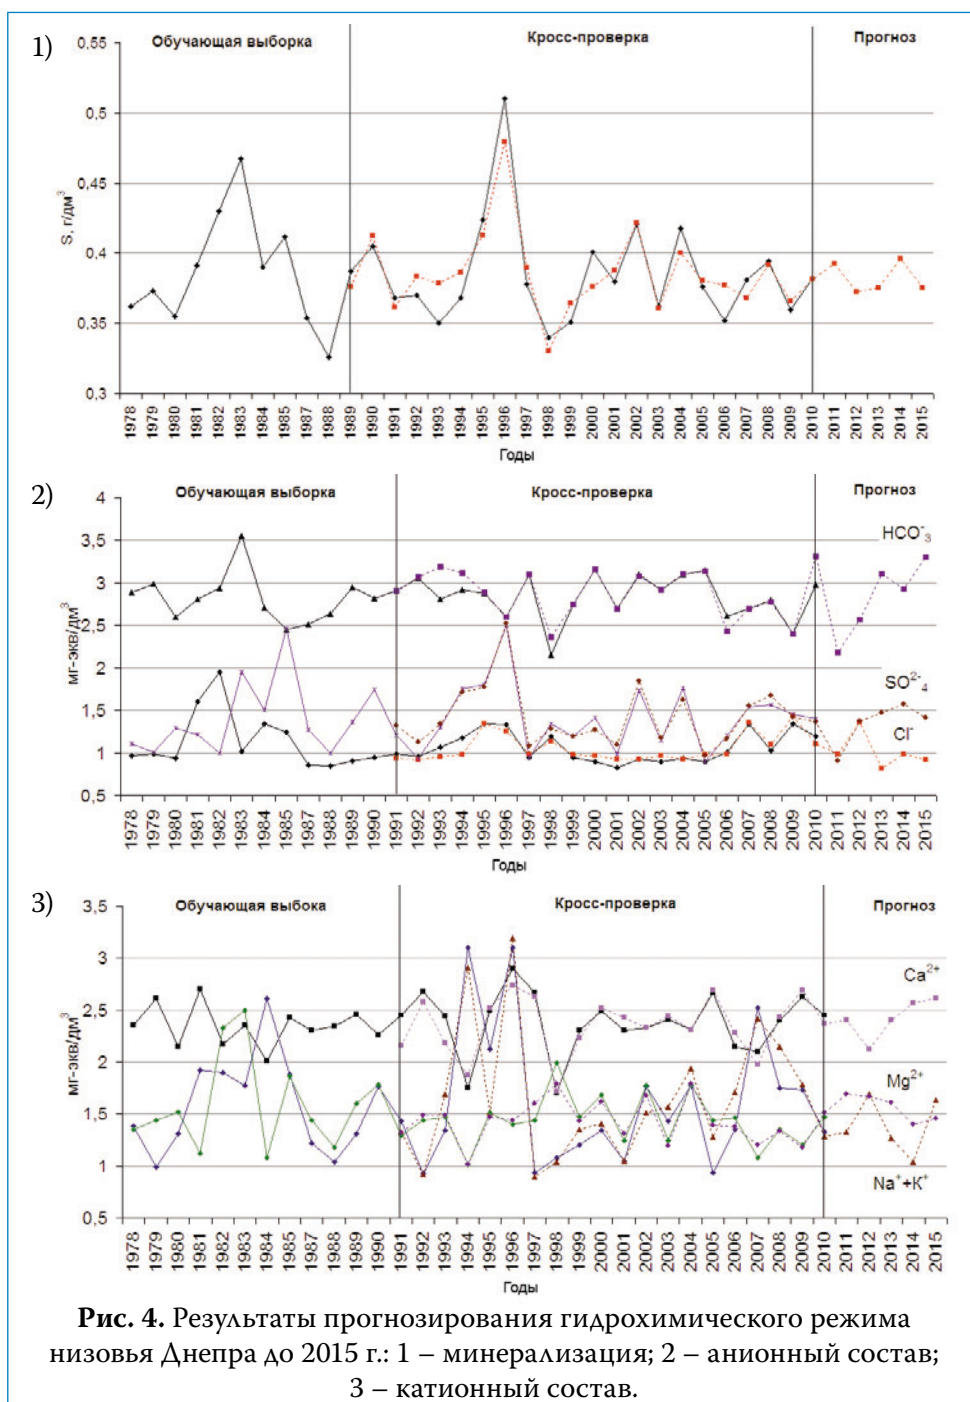 1)
Обучающая выборка
Кросс-проверка
Прогноз
S, г/дм³
0,55
0,5
0,45
0,4
0,35
0,3
1978 1979 1980 1981 1982 1983 1984 1985 1987 1988 1989 1990 1991 1992 1993 1994 1995 1996 1997 1998 1999 2000 2001 2002 2003 2004 2005 2006 2007 2008 2009 2010 2011 2012 2013 2014 2015
Годы
2)
Обучающая выборка
Кросс-проверка
Прогноз
мг-экв/дм³
4
3,5
3
2,5
2
1,5
1
0,5
HCO⁻₃
SO²⁻₄
Cl⁻
1978 1979 1980 1981 1982 1983 1984 1985 1987 1988 1989 1990 1991 1992 1993 1994 1995 1996 1997 1998 1999 2000 2001 2002 2003 2004 2005 2006 2007 2008 2009 2010 2011 2012 2013 2014 2015
Годы
3)
Обучающая выбока
Кросс-проверка
Прогноз
мг-экв/дм³
3,5
3
2,5
2
1,5
1
0,5
Ca²⁺
Mg²⁺
Na⁺+K⁺
1978 1979 1980 1981 1982 1983 1984 1985 1987 1988 1989 1990 1991 1992 1993 1994 1995 1996 1997 1998 1999 2000 2001 2002 2003 2004 2005 2006 2007 2008 2009 2010 2011 2012 2013 2014 2015
Годы
Рис. 4. Результаты прогнозирования гидрохимического режима
низовья Днепра до 2015 г.: 1 – минерализация; 2 – анионный состав;
3 – катионный состав.